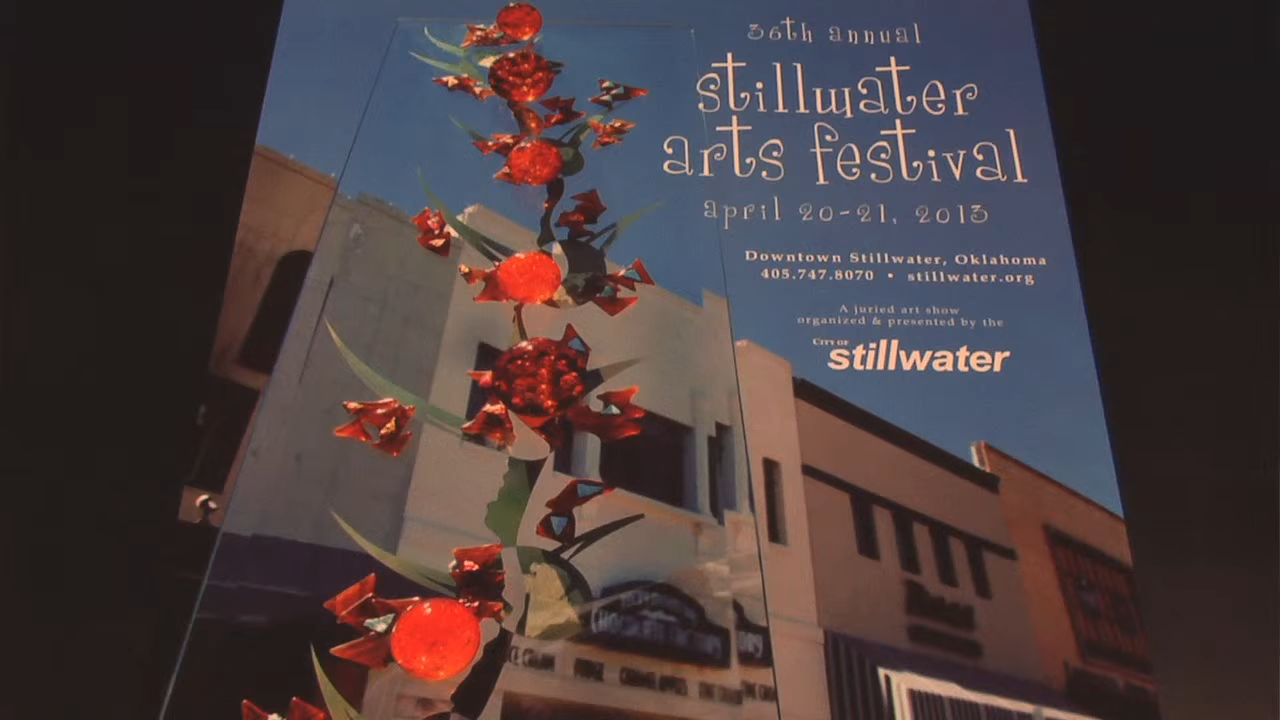 36th annual
stillwater
arts festival
april 20-21, 2013
Downtown Stillwater, Oklahoma
405.747.8070 • stillwater.org
A juried art show
organized & presented by the
CITY OF
stillwater